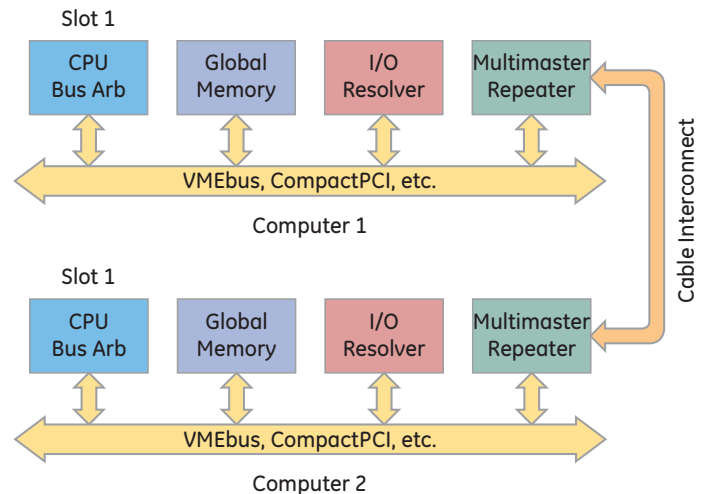 Slot 1
CPU
Bus Arb
Global
Memory
I/O
Resolver
Multimaster
Repeater
VMEbus, CompactPCI, etc.
Computer 1
Cable Interconnect
Slot 1
CPU
Bus Arb
Global
Memory
I/O
Resolver
Multimaster
Repeater
VMEbus, CompactPCI, etc.
Computer 2